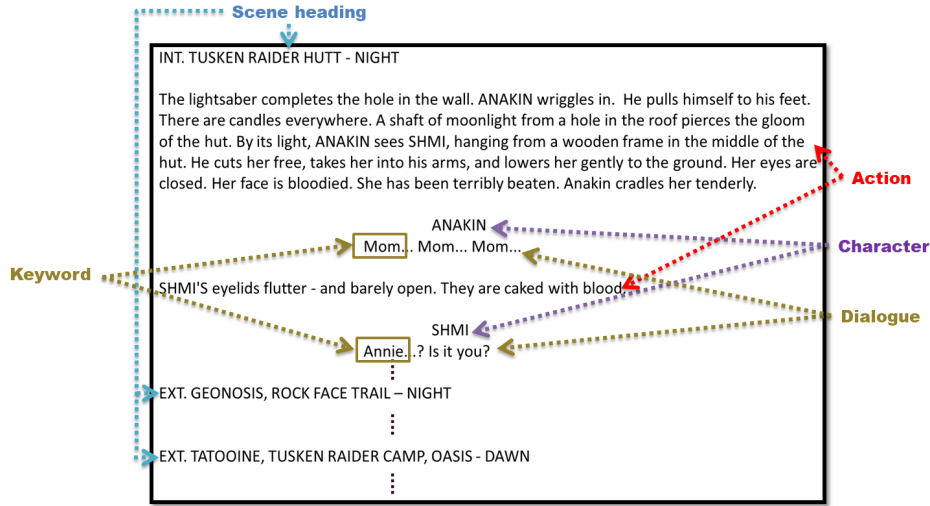 Scene heading
INT. TUSKEN RAIDER HUTT - NIGHT
The lightsaber completes the hole in the wall. ANAKIN wriggles in.  He pulls himself to his feet.
There are candles everywhere. A shaft of moonlight from a hole in the roof pierces the gloom
of the hut. By its light, ANAKIN sees SHMI, hanging from a wooden frame in the middle of the
hut. He cuts her free, takes her into his arms, and lowers her gently to the ground. Her eyes are
closed. Her face is bloodied. She has been terribly beaten. Anakin cradles her tenderly.
Action
ANAKIN
Character
Mom... Mom... Mom...
Keyword
SHMI'S eyelids flutter - and barely open. They are caked with blood.
Dialogue
SHMI
Annie...? Is it you?
EXT. GEONOSIS, ROCK FACE TRAIL – NIGHT
EXT. TATOOINE, TUSKEN RAIDER CAMP, OASIS - DAWN